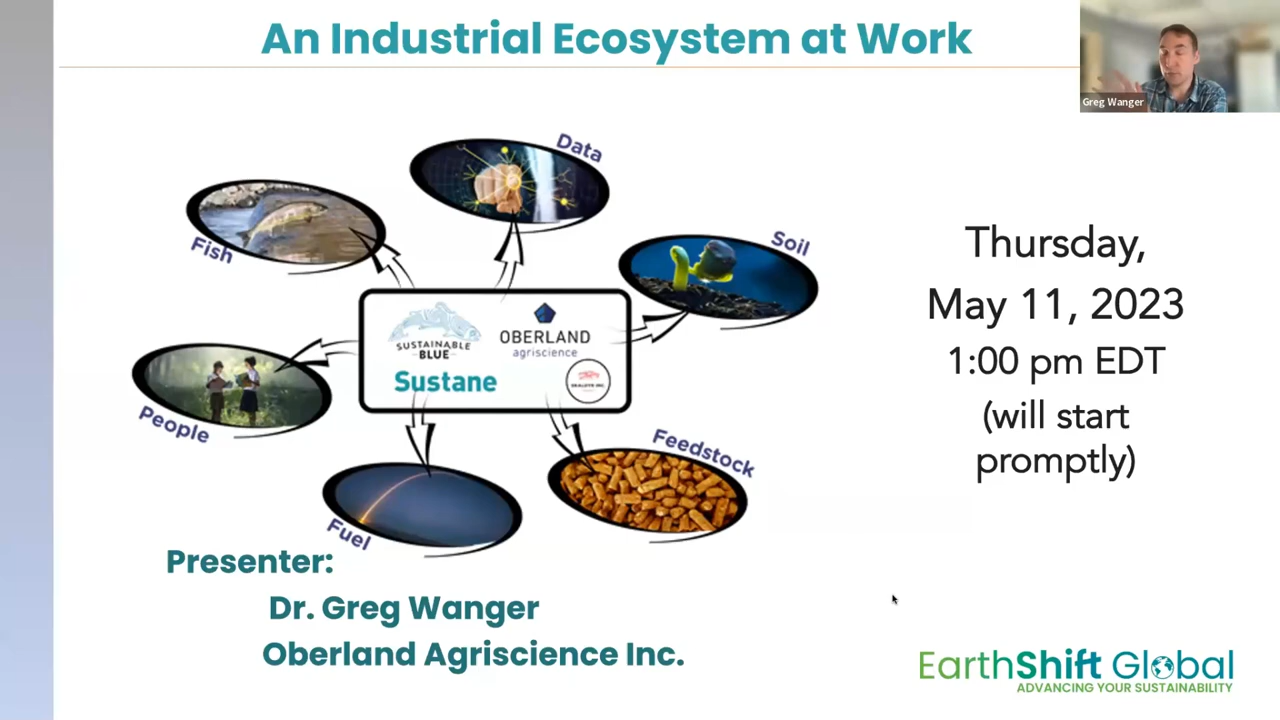 An Industrial Ecosystem at Work
Greg Wanger
Data
Fish
Soil
SUSTAINABLE
BLUE
OBERLAND
agriscience
Sustane
People
Feedstock
Fuel
Thursday,
May 11, 2023
1:00 pm EDT
(will start
promptly)
Presenter:
Dr. Greg Wanger
Oberland Agriscience Inc.
EarthShift Global
ADVANCING YOUR SUSTAINABILITY